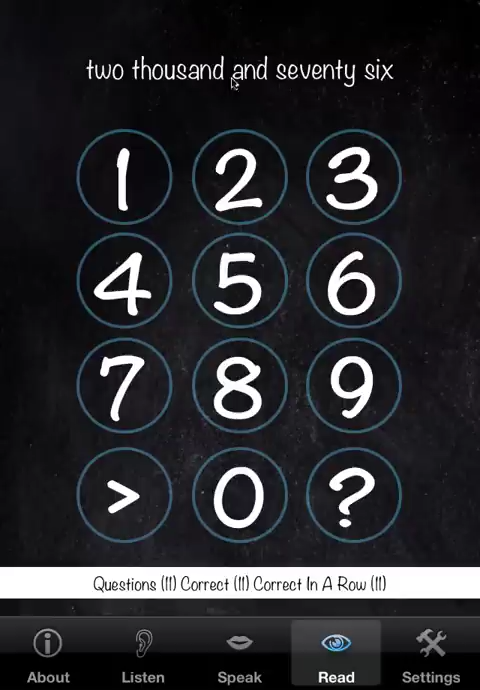 two thousand and seventy six
1 2 3
4 5 6
7 8 9
> 0 ?
Questions (11) Correct (11) Correct In A Row (11)
About Listen Speak Read Settings